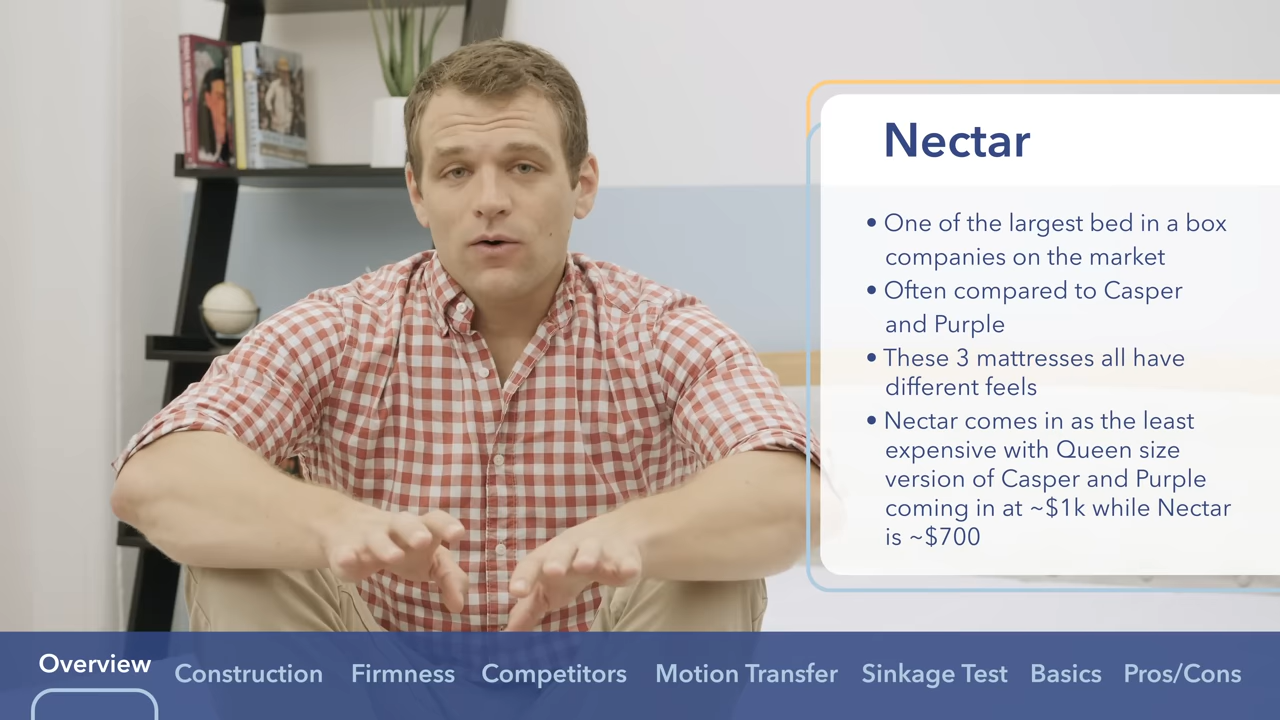 Nectar
• One of the largest bed in a box
companies on the market
• Often compared to Casper
and Purple
• These 3 mattresses all have
different feels
• Nectar comes in as the least
expensive with Queen size
version of Casper and Purple
coming in at ~$1k while Nectar
is ~$700
Overview
Construction
Firmness
Competitors
Motion Transfer
Sinkage Test
Basics
Pros/Cons